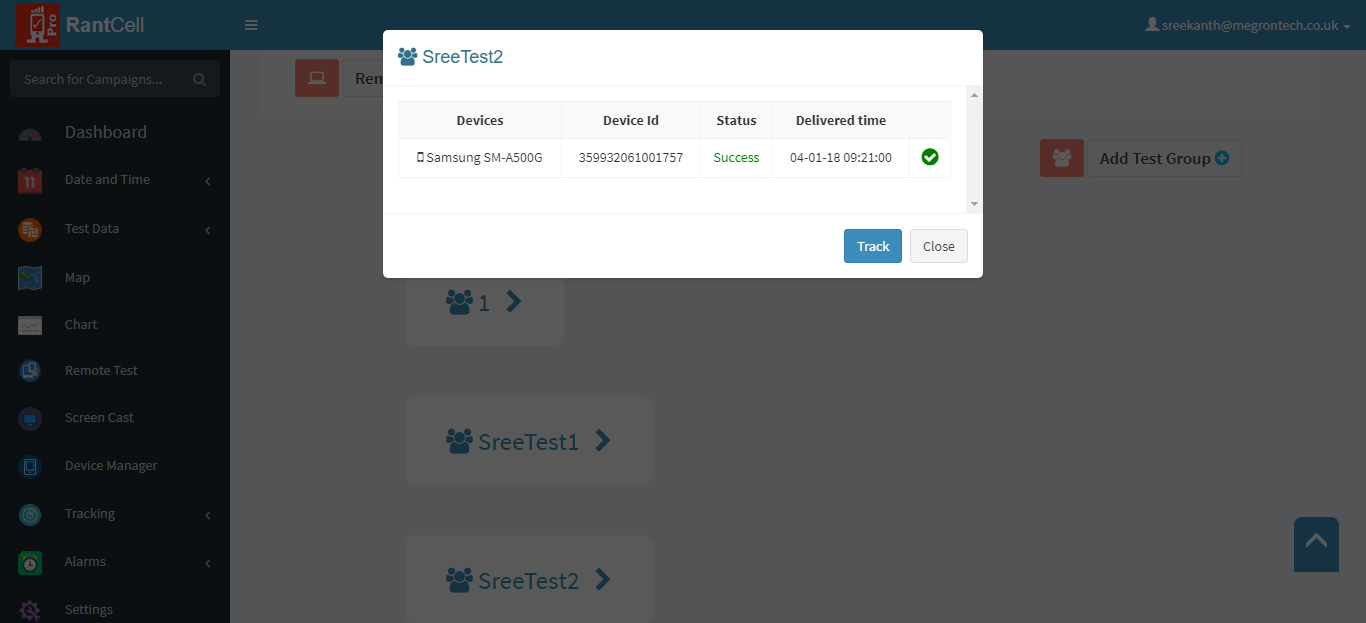 Pro
RantCell
sreekanth@megrontech.co.uk
Search for Campaigns...
Dashboard
11
Date and Time
Test Data
Map
Chart
Remote Test
Screen Cast
Device Manager
Tracking
Alarms
Settings
SreeTest2
Devices Device Id Status Delivered time
Samsung SM-A500G 359932061001757 Success 04-01-18 09:21:00
Track Close
Add Test Group
1
SreeTest1
SreeTest2